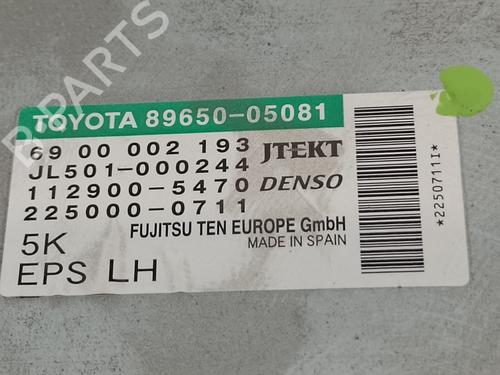 B-PARTS
TOYOTA 89650-05081
69 00 002 193 JTEKT
JL501-000244
112900-5470 DENSO
225000-0711
FUJITSU TEN EUROPE GmbH
5K MADE IN SPAIN
EPS LH
*22507111*